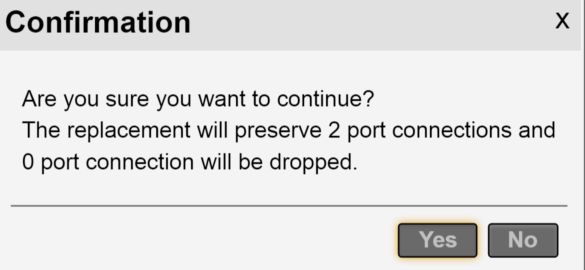 Confirmation X
Are you sure you want to continue?
The replacement will preserve 2 port connections and
0 port connection will be dropped.
Yes No